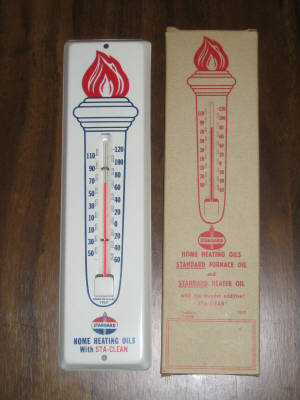 120
110
100
90
80
70
60
50
40
30
20
10
0
10
20
20
30
40
50
60
STANDARD
HOME HEATING OILS
With STA-CLEAN
STANDARD
HOME HEATING OILS
STANDARD FURNACE OIL
and
STANDARD HEATER OIL
with the wonder additive!
"STA-CLEAN"